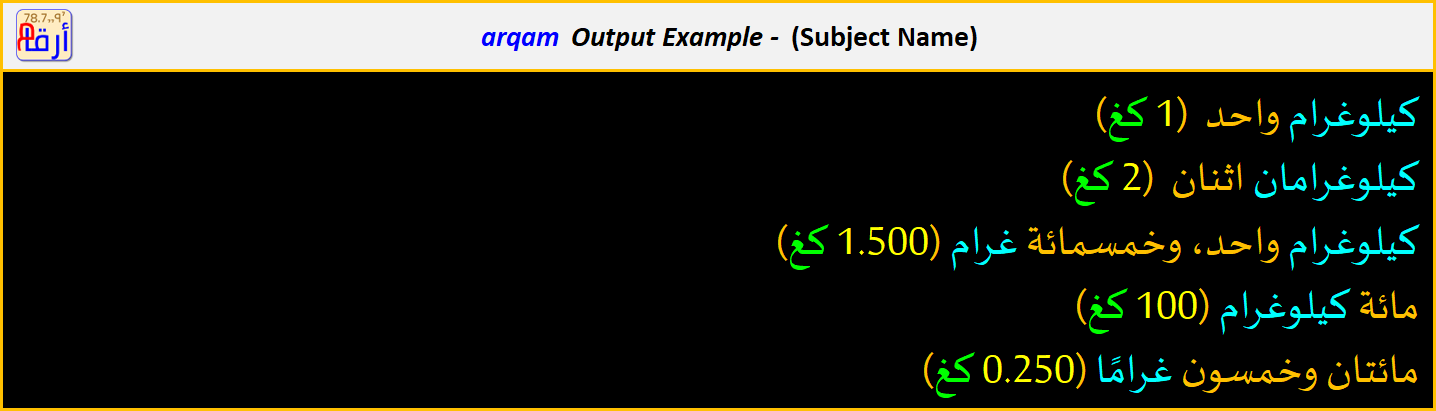 78.7,,9⁷
أرقام
arqam Output Example - (Subject Name)
كيلوغرام واحد (1 كغ)
كيلوغرامان اثنان (2 كغ)
كيلوغرام واحد، وخمسمائة غرام (1.500 كغ)
مائة كيلوغرام (100 كغ)
مائتان وخمسون غرامًا (0.250 كغ)